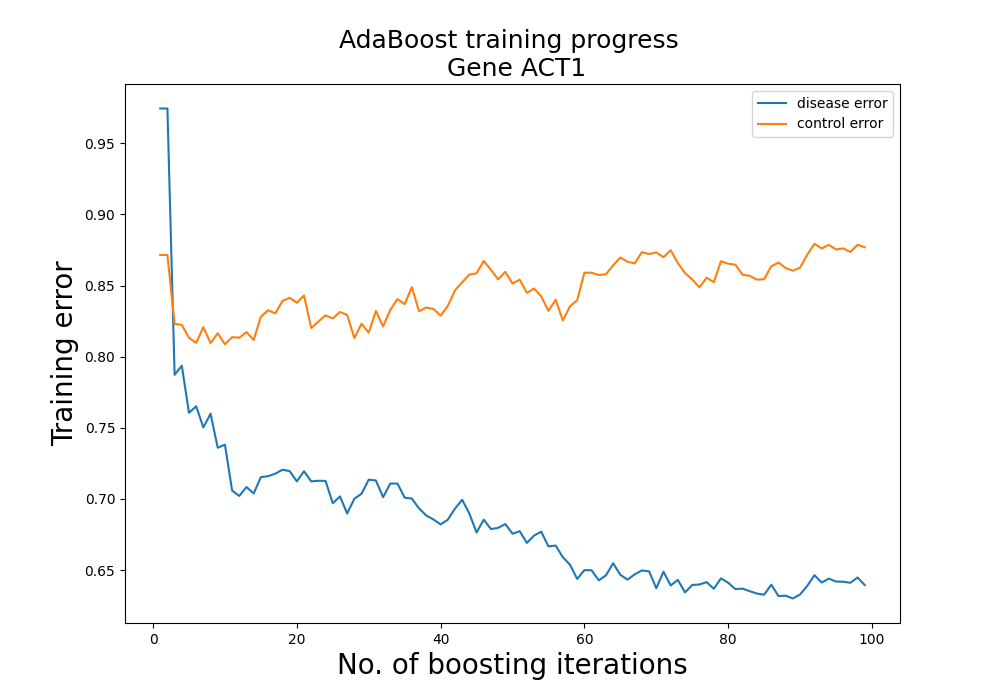 AdaBoost training progress
Gene ACT1
disease error
control error
Training error
0.95
0.90
0.85
0.80
0.75
0.70
0.65
0
20
40
60
80
100
No. of boosting iterations